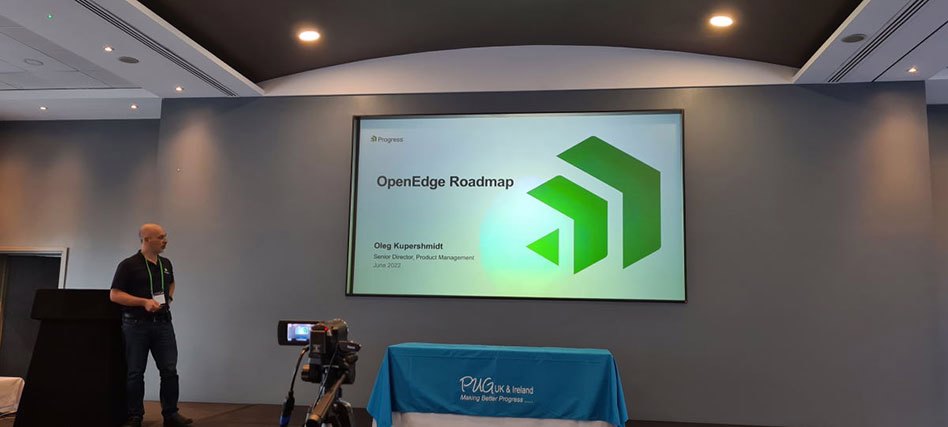 Progress
OpenEdge Roadmap
Oleg Kupershmidt
Senior Director, Product Management
June 2022
PUG UK & Ireland
Making Better Progress .....